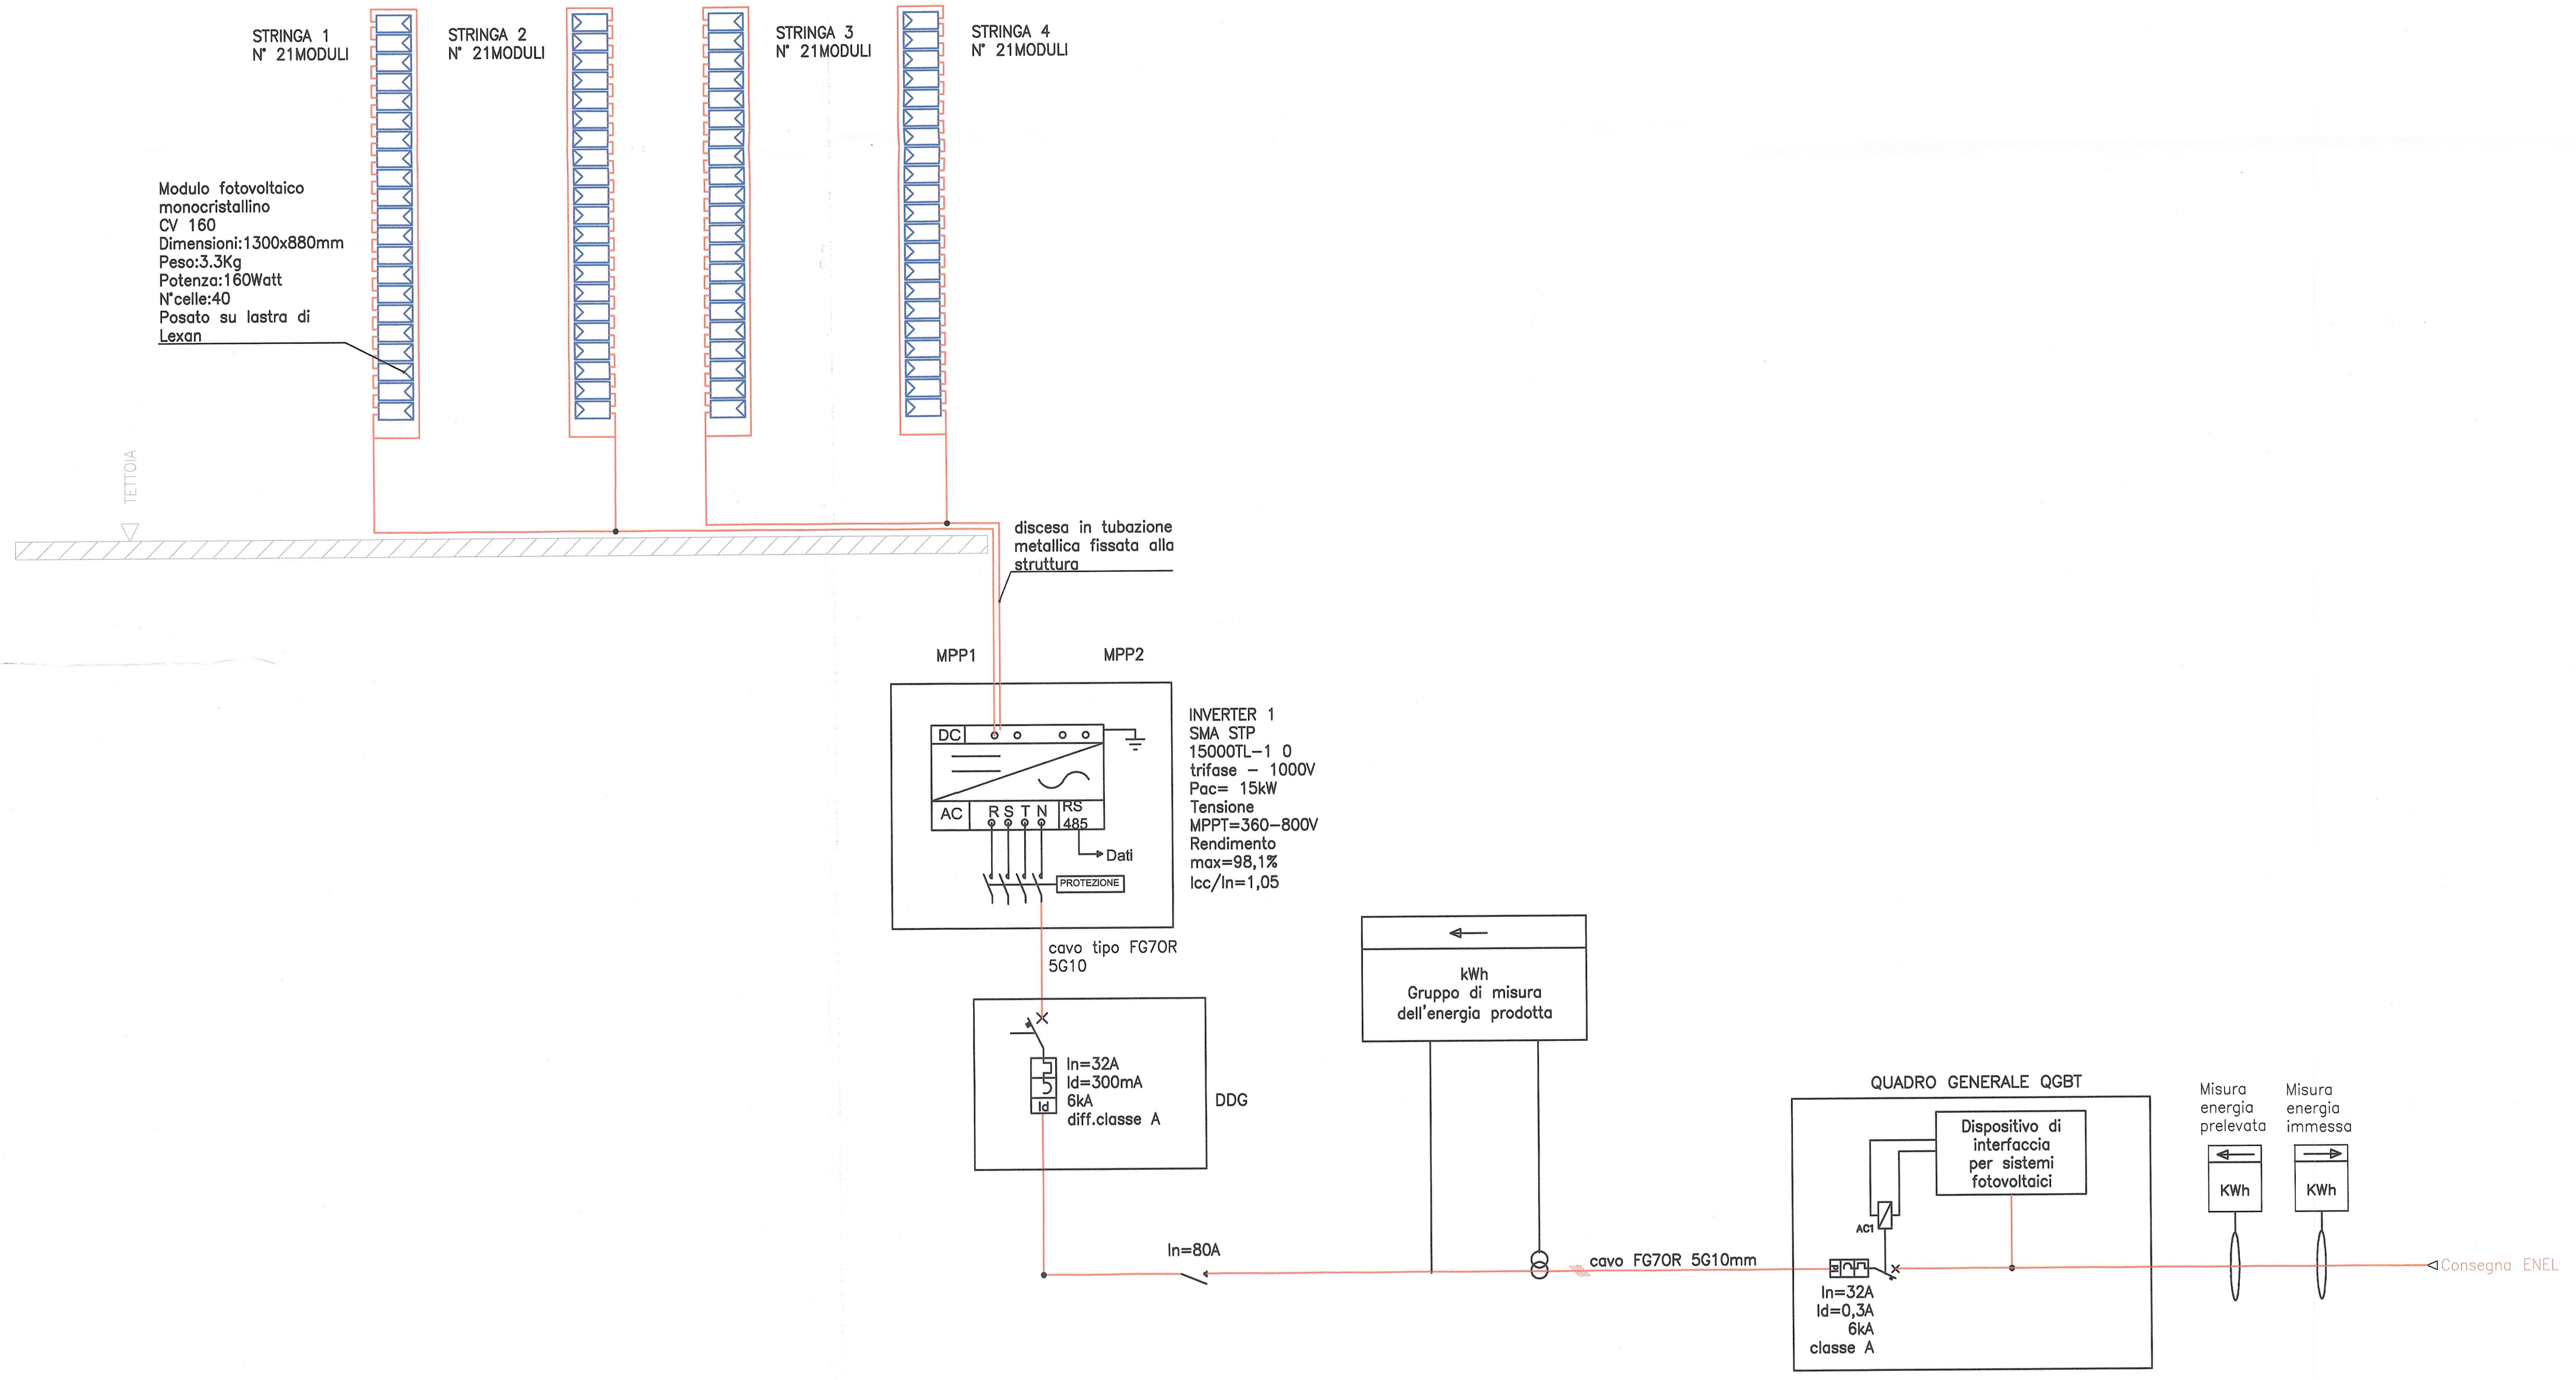 STRINGA 1
N° 21MODULI
STRINGA 2
N° 21MODULI
STRINGA 3
N° 21MODULI
STRINGA 4
N° 21MODULI
Modulo fotovoltaico
monocristallino
CV 160
Dimensioni:1300x880mm
Peso:3.3Kg
Potenza:160Watt
N°celle:40
Posato su lastra di
Lexan
TETTOIA
discesa in tubazione
metallica fissata alla
struttura
MPP1
MPP2
DC
AC
R S T N
RS
485
Dati
PROTEZIONE
INVERTER 1
SMA STP
15000TL-1 0
trifase - 1000V
Pac= 15kW
Tensione
MPPT=360-800V
Rendimento
max=98,1%
Icc/In=1,05
cavo tipo FG7OR
5G10
In=32A
Id=300mA
6kA
diff.classe A
Id
DDG
kWh
Gruppo di misura
dell'energia prodotta
In=80A
cavo FG7OR 5G10mm
QUADRO GENERALE QGBT
Dispositivo di
interfaccia
per sistemi
fotovoltaici
AC1
In=32A
Id=0,3A
6kA
classe A
Misura
energia
prelevata
KWh
Misura
energia
immessa
KWh
Consegna ENEL